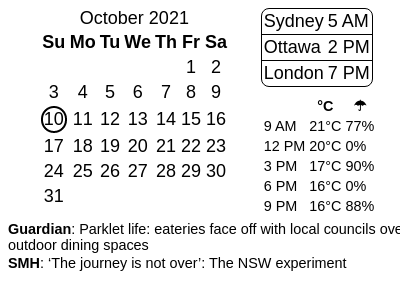 October 2021
Su Mo Tu We Th Fr Sa
1 2
3 4 5 6 7 8 9
10 11 12 13 14 15 16
17 18 19 20 21 22 23
24 25 26 27 28 29 30
31
Sydney 5 AM
Ottawa 2 PM
London 7 PM
°C ☂
9 AM 21°C 77%
12 PM 20°C 0%
3 PM 17°C 90%
6 PM 16°C 0%
9 PM 16°C 88%
Guardian: Parklet life: eateries face off with local councils ove
outdoor dining spaces
SMH: ‘The journey is not over’: The NSW experiment